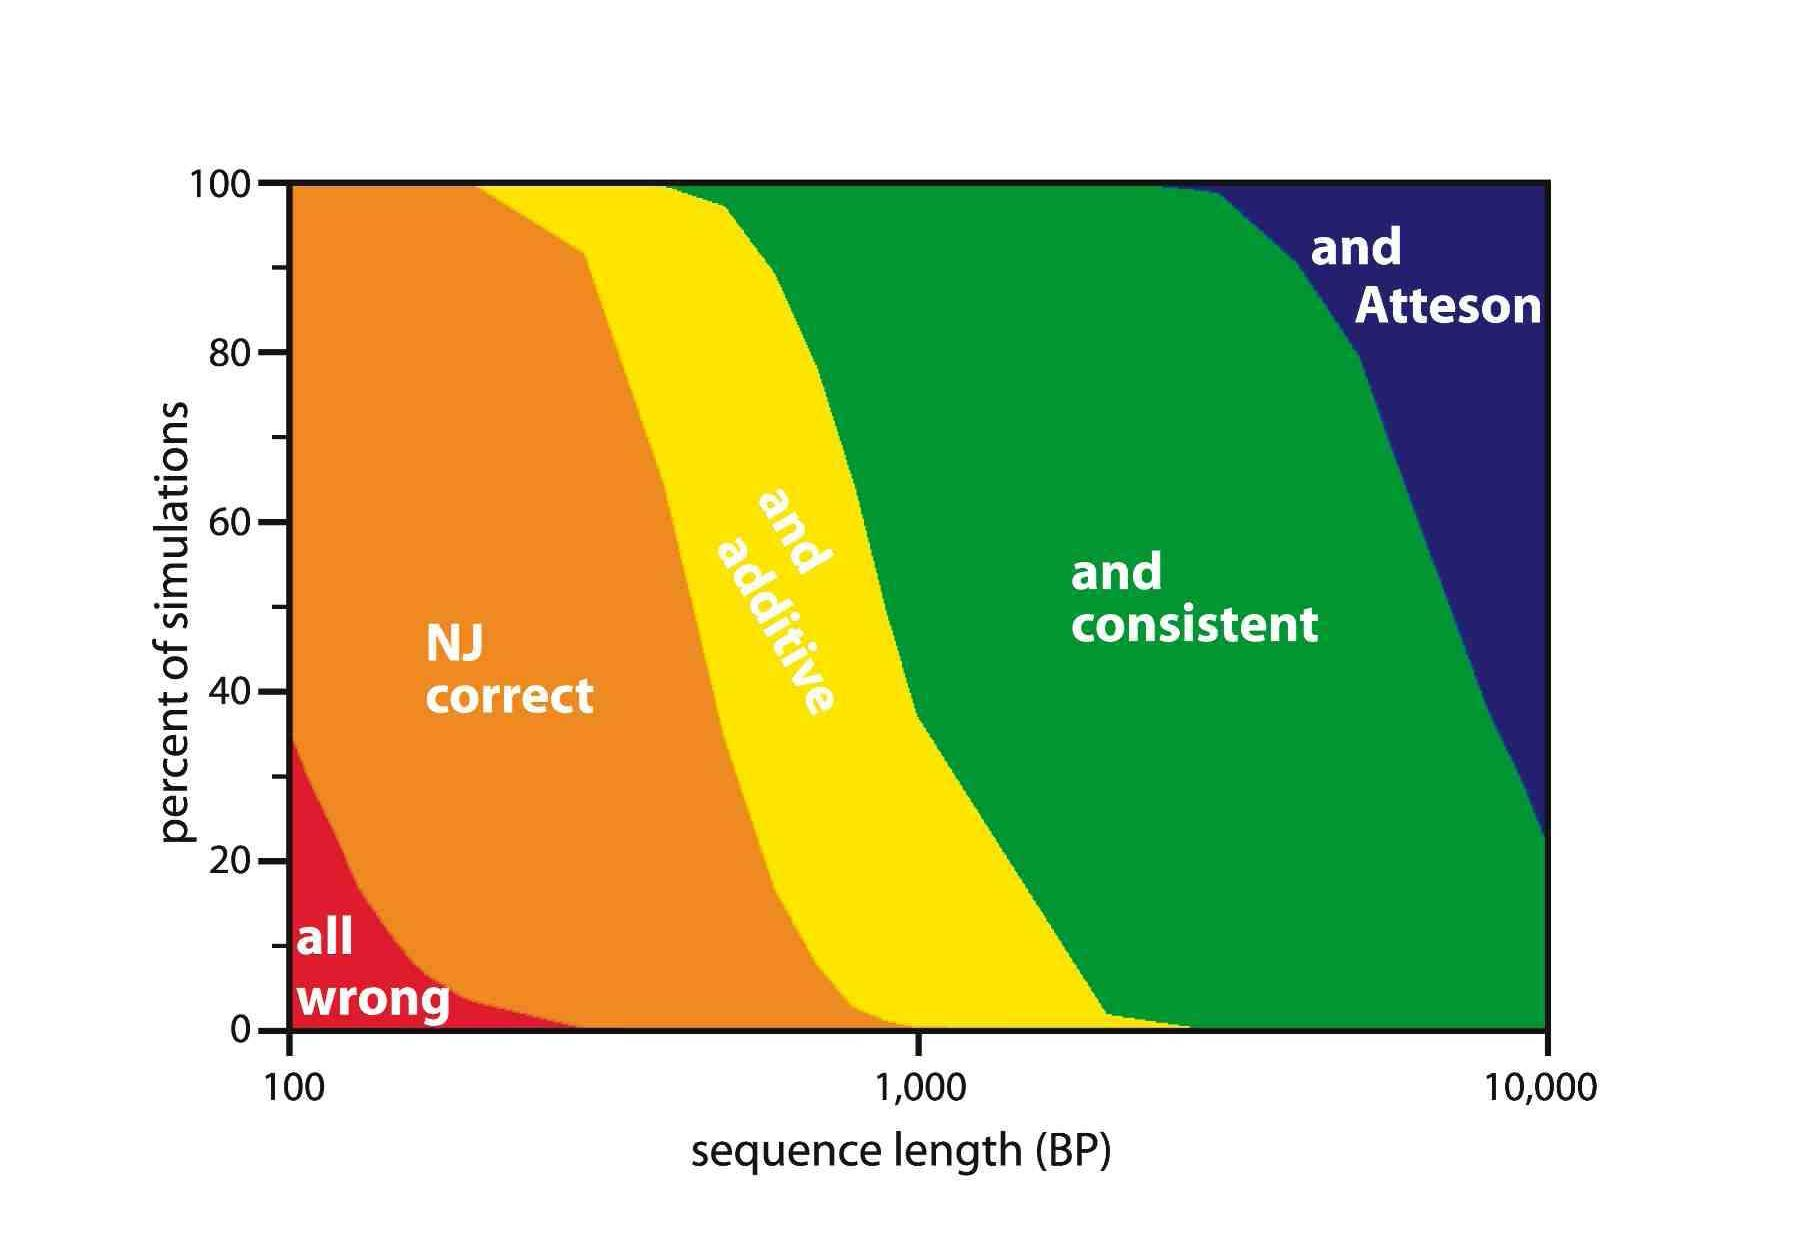 100
80
60
40
20
0
percent of simulations
and
Atteson
and
additive
and
consistent
NJ
correct
all
wrong
100
1,000
10,000
sequence length (BP)